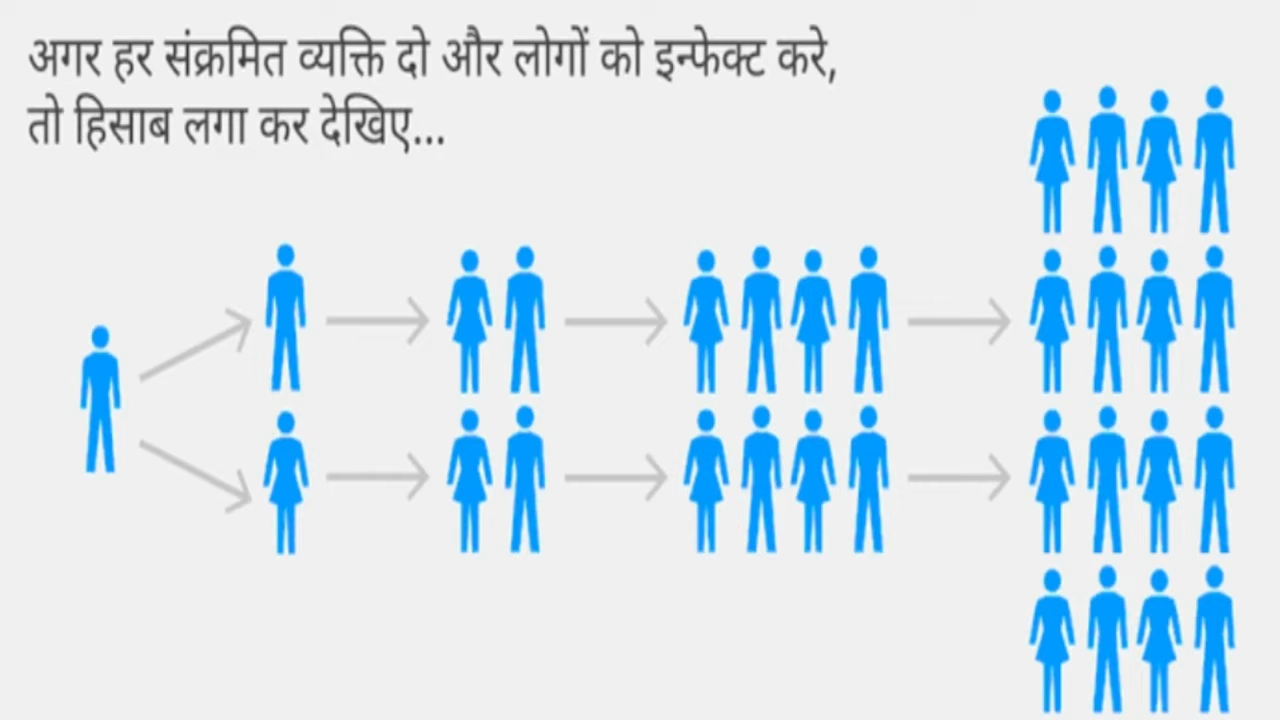 अगर हर संक्रमित व्यक्ति दो और लोगों को इन्फेक्ट करे,
तो हिसाब लगा कर देखिए...